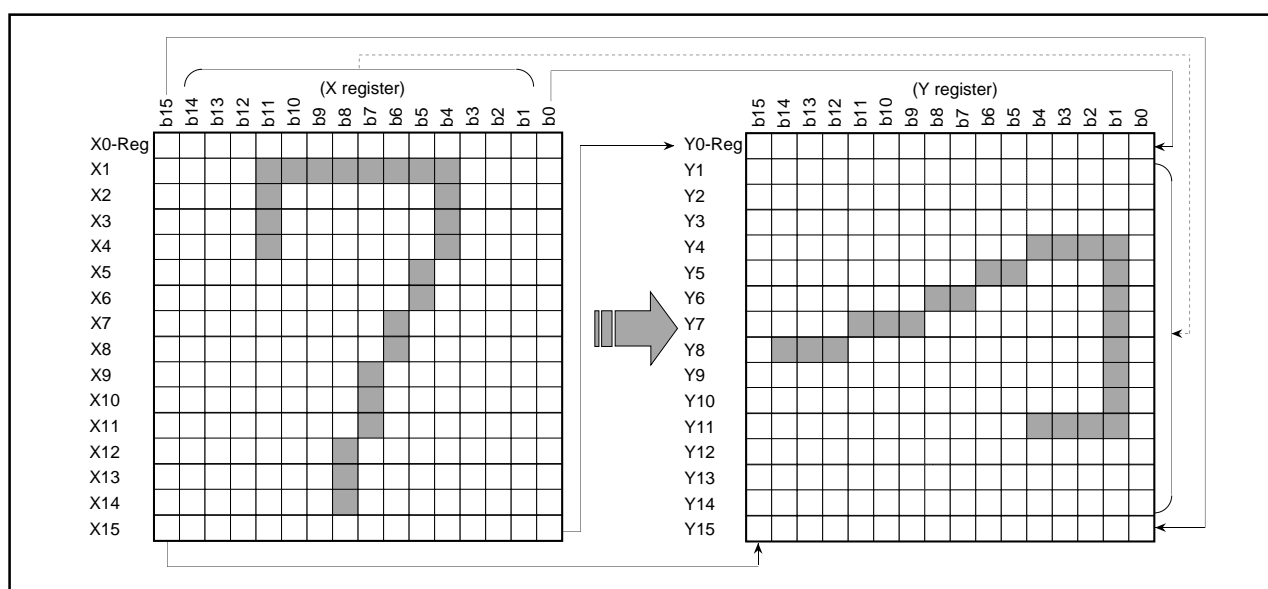 (X register)
b15 b14 b13 b12 b11 b10 b9 b8 b7 b6 b5 b4 b3 b2 b1 b0
X0-Reg
X1
X2
X3
X4
X5
X6
X7
X8
X9
X10
X11
X12
X13
X14
X15
(Y register)
b15 b14 b13 b12 b11 b10 b9 b8 b7 b6 b5 b4 b3 b2 b1 b0
Y0-Reg
Y1
Y2
Y3
Y4
Y5
Y6
Y7
Y8
Y9
Y10
Y11
Y12
Y13
Y14
Y15